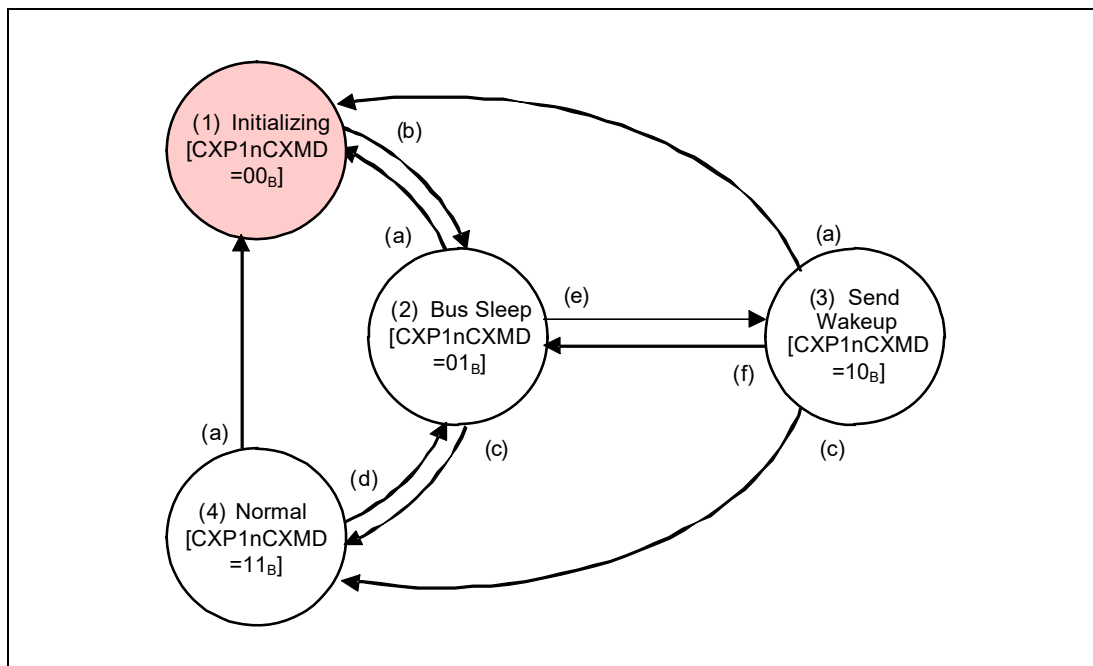 (1) Initializing
[CXP1nCXMD
=00B]
(b)
(a)
(a)
(2) Bus Sleep
[CXP1nCXMD
=01B]
(e)
(f)
(3) Send
Wakeup
[CXP1nCXMD
=10B]
(a)
(d)
(c)
(c)
(4) Normal
[CXP1nCXMD
=11B]